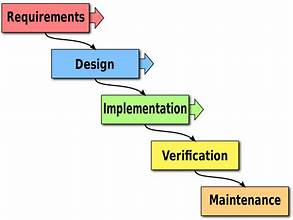 Requirements
Design
Implementation
Verification
Maintenance